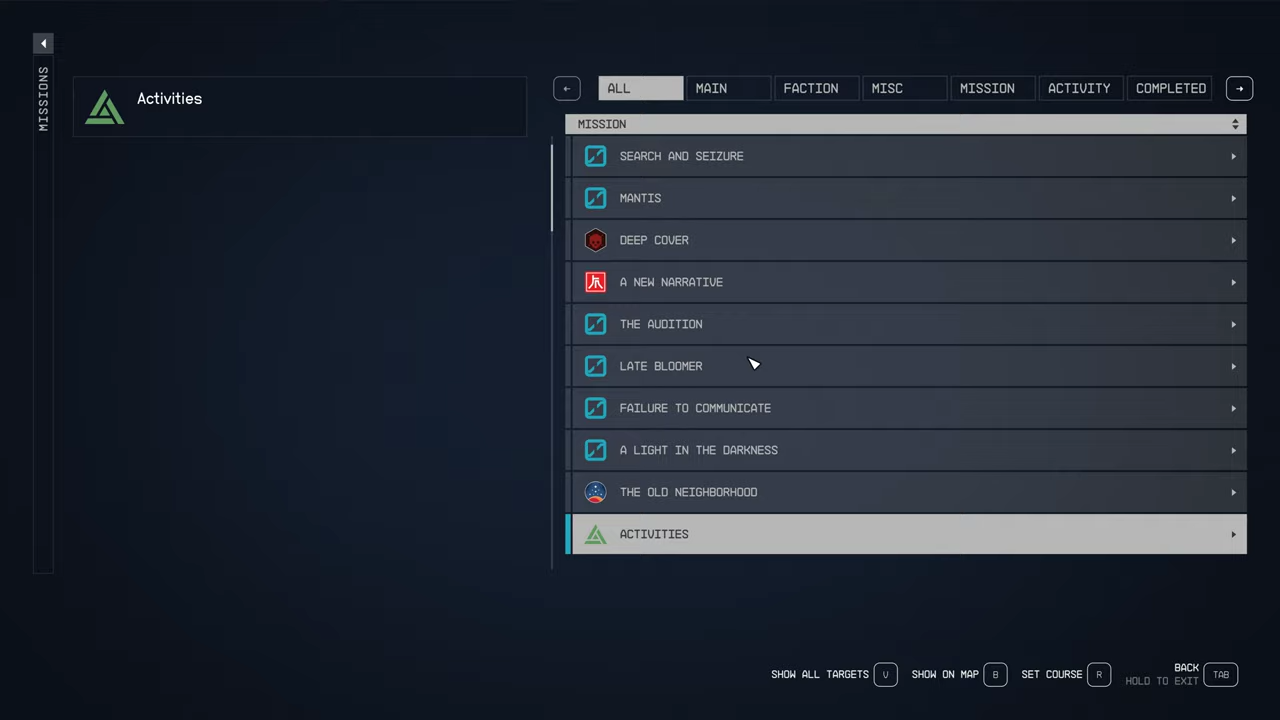 MISSIONS
Activities
ALL
MAIN
FACTION
MISC
MISSION
ACTIVITY
COMPLETED
MISSION
SEARCH AND SEIZURE
MANTIS
DEEP COVER
A NEW NARRATIVE
THE AUDITION
LATE BLOOMER
FAILURE TO COMMUNICATE
A LIGHT IN THE DARKNESS
THE OLD NEIGHBORHOOD
ACTIVITIES
SHOW ALL TARGETS V
SHOW ON MAP B
SET COURSE R
BACK
HOLD TO EXIT
TAB